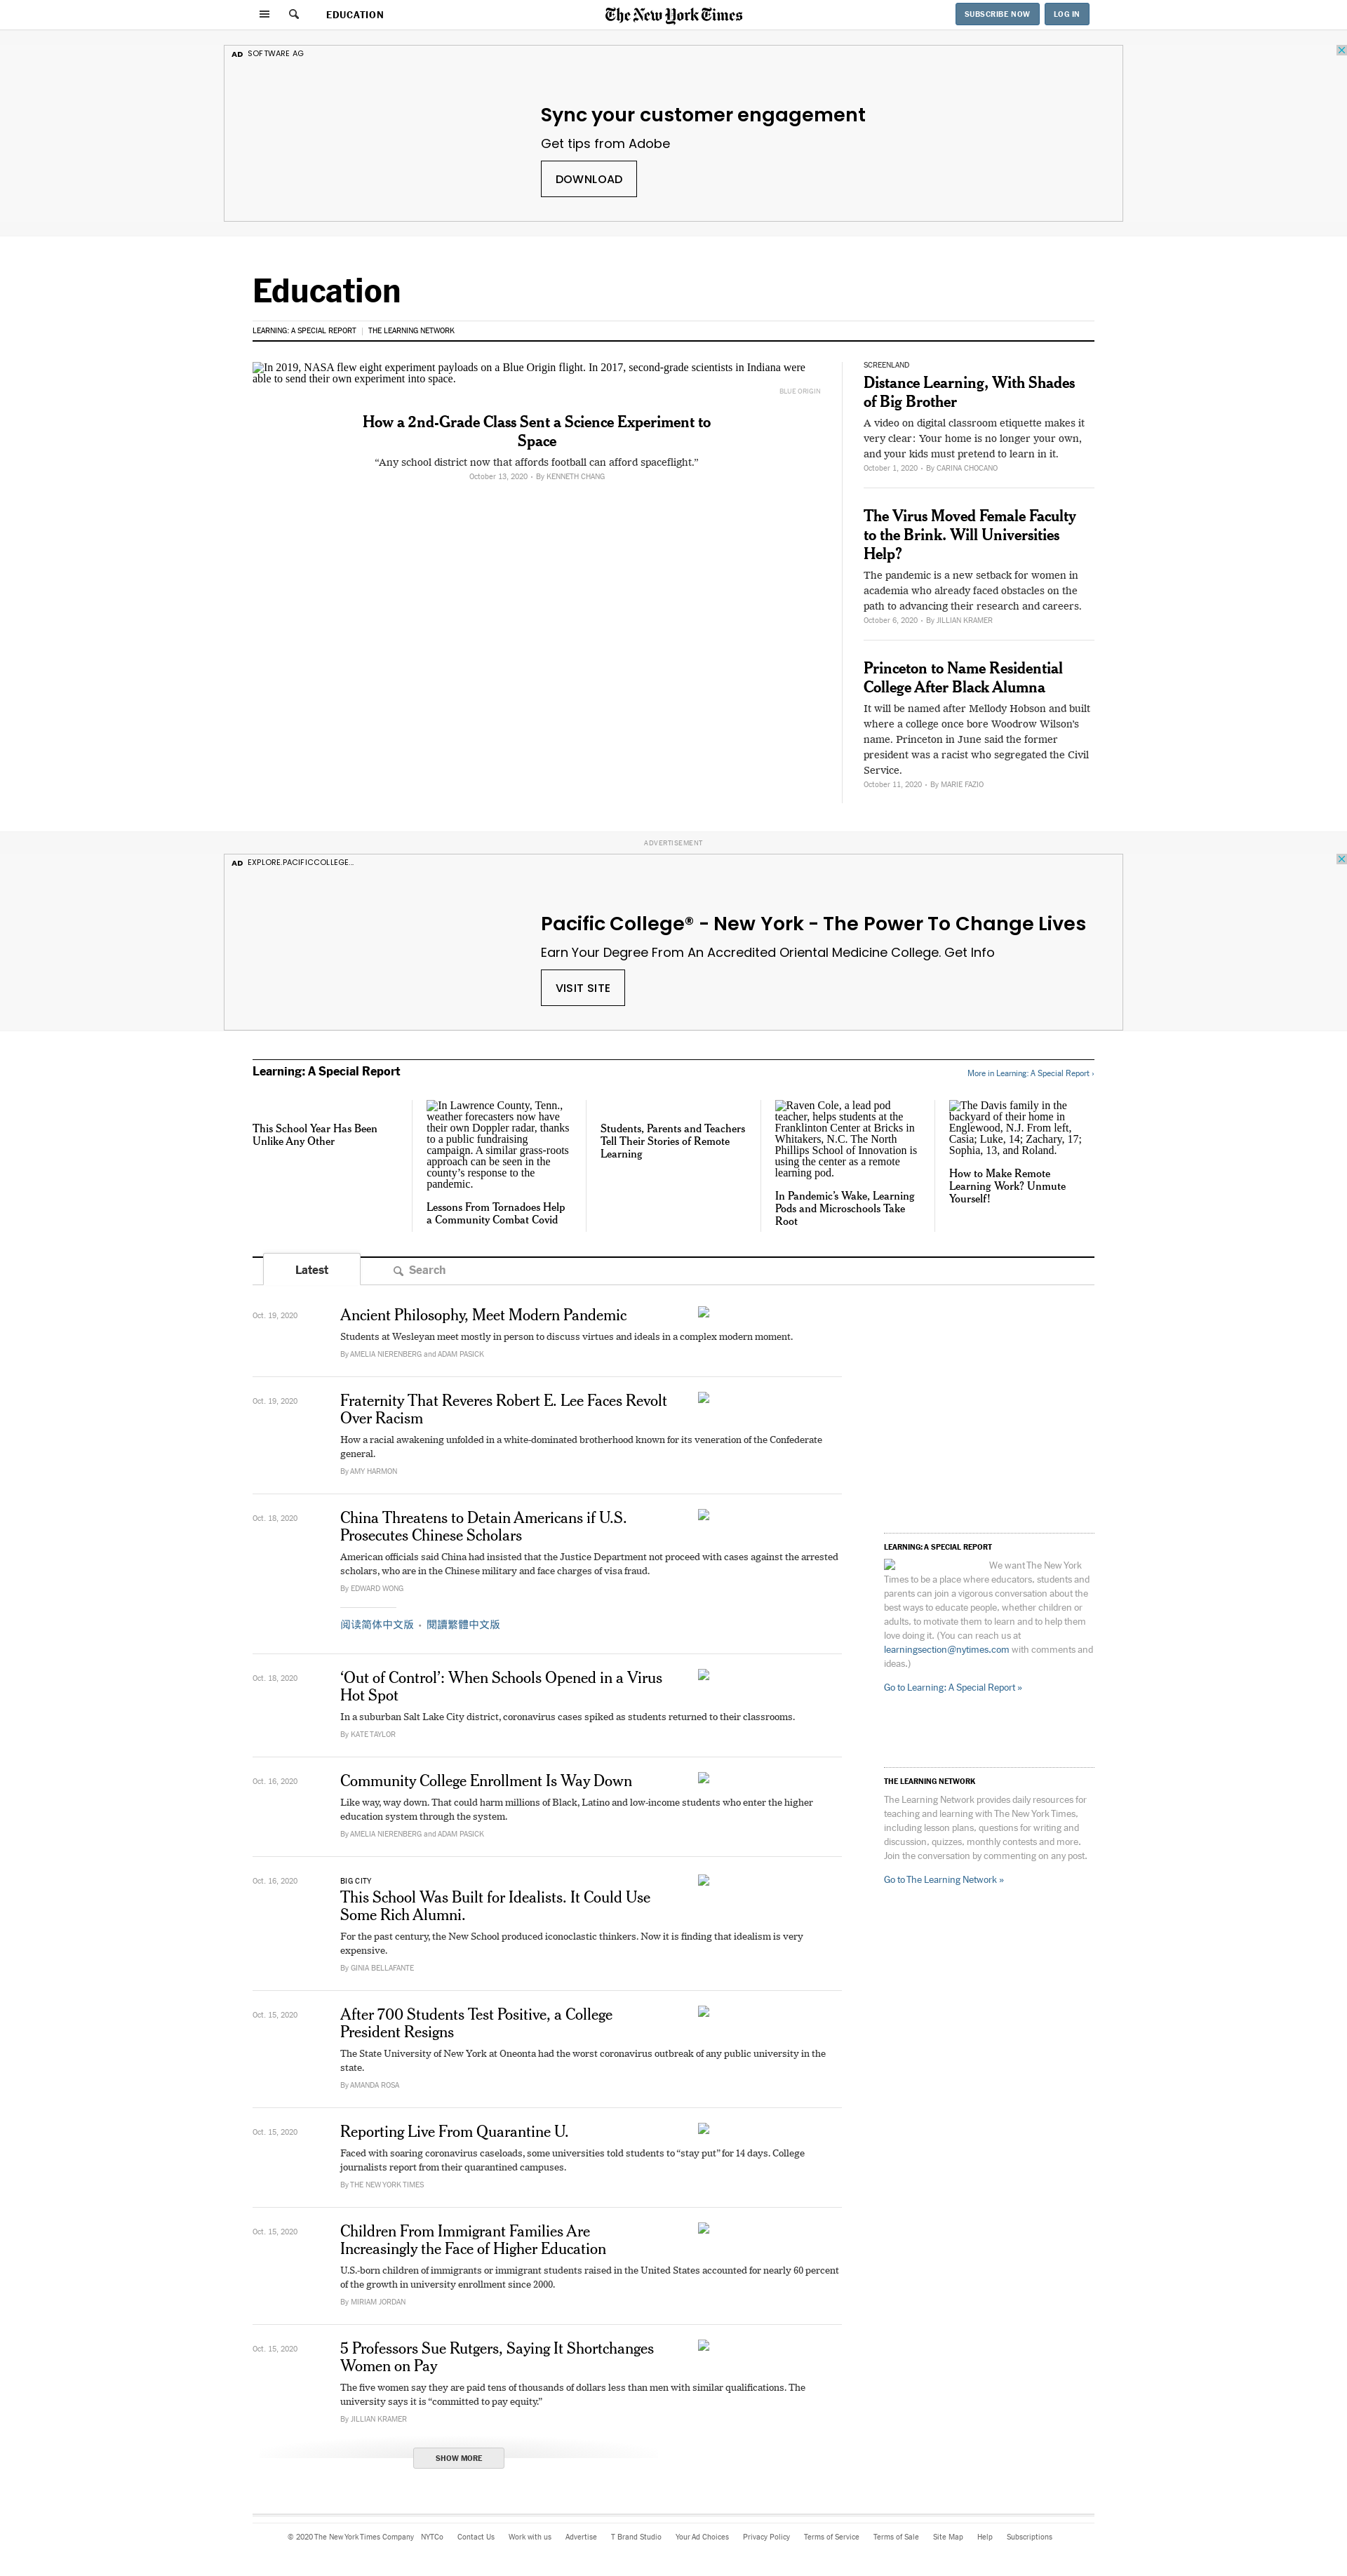 EDUCATION
The New York Times
SUBSCRIBE NOW
LOG IN
AD SOFTWARE AG
Sync your customer engagement
Get tips from Adobe
DOWNLOAD
Education
LEARNING: A SPECIAL REPORT | THE LEARNING NETWORK
In 2019, NASA flew eight experiment payloads on a Blue Origin flight. In 2017, second-grade scientists in Indiana were
able to send their own experiment into space.
BLUE ORIGIN
How a 2nd-Grade Class Sent a Science Experiment to
Space
“Any school district now that affords football can afford spaceflight.”
October 13, 2020 - By KENNETH CHANG
SCREENLAND
Distance Learning, With Shades
of Big Brother
A video on digital classroom etiquette makes it
very clear: Your home is no longer your own,
and your kids must pretend to learn in it.
October 1, 2020 - By CARINA CHOCANO
The Virus Moved Female Faculty
to the Brink. Will Universities
Help?
The pandemic is a new setback for women in
academia who already faced obstacles on the
path to advancing their research and careers.
October 6, 2020 - By JILLIAN KRAMER
Princeton to Name Residential
College After Black Alumna
It will be named after Mellody Hobson and built
where a college once bore Woodrow Wilson’s
name. Princeton in June said the former
president was a racist who segregated the Civil
Service.
October 11, 2020 - By MARIE FAZIO
ADVERTISEMENT
AD EXPLORE.PACIFICCOLLEGE...
Pacific College® - New York - The Power To Change Lives
Earn Your Degree From An Accredited Oriental Medicine College. Get Info
VISIT SITE
Learning: A Special Report
More in Learning: A Special Report ›
This School Year Has Been
Unlike Any Other
In Lawrence County, Tenn.,
weather forecasters now have
their own Doppler radar, thanks
to a public fundraising
campaign. A similar grass-roots
approach can be seen in the
county’s response to the
pandemic.
Lessons From Tornadoes Help
a Community Combat Covid
Students, Parents and Teachers
Tell Their Stories of Remote
Learning
Raven Cole, a lead pod
teacher, helps students at the
Franklinton Center at Bricks in
Whitakers, N.C. The North
Phillips School of Innovation is
using the center as a remote
learning pod.
In Pandemic’s Wake, Learning
Pods and Microschools Take
Root
The Davis family in the
backyard of their home in
Englewood, N.J. From left,
Casia; Luke, 14; Zachary, 17;
Sophia, 13, and Roland.
How to Make Remote
Learning Work? Unmute
Yourself!
Latest
Search
Oct. 19, 2020
Ancient Philosophy, Meet Modern Pandemic
Students at Wesleyan meet mostly in person to discuss virtues and ideals in a complex modern moment.
By AMELIA NIERENBERG and ADAM PASICK
Oct. 19, 2020
Fraternity That Reveres Robert E. Lee Faces Revolt
Over Racism
How a racial awakening unfolded in a white-dominated brotherhood known for its veneration of the Confederate
general.
By AMY HARMON
Oct. 18, 2020
China Threatens to Detain Americans if U.S.
Prosecutes Chinese Scholars
American officials said China had insisted that the Justice Department not proceed with cases against the arrested
scholars, who are in the Chinese military and face charges of visa fraud.
By EDWARD WONG
阅读简体中文版 • 閱讀繁體中文版
Oct. 18, 2020
‘Out of Control’: When Schools Opened in a Virus
Hot Spot
In a suburban Salt Lake City district, coronavirus cases spiked as students returned to their classrooms.
By KATE TAYLOR
Oct. 16, 2020
Community College Enrollment Is Way Down
Like way, way down. That could harm millions of Black, Latino and low-income students who enter the higher
education system through the system.
By AMELIA NIERENBERG and ADAM PASICK
Oct. 16, 2020
BIG CITY
This School Was Built for Idealists. It Could Use
Some Rich Alumni.
For the past century, the New School produced iconoclastic thinkers. Now it is finding that idealism is very
expensive.
By GINIA BELLAFANTE
Oct. 15, 2020
After 700 Students Test Positive, a College
President Resigns
The State University of New York at Oneonta had the worst coronavirus outbreak of any public university in the
state.
By AMANDA ROSA
Oct. 15, 2020
Reporting Live From Quarantine U.
Faced with soaring coronavirus caseloads, some universities told students to “stay put” for 14 days. College
journalists report from their quarantined campuses.
By THE NEW YORK TIMES
Oct. 15, 2020
Children From Immigrant Families Are
Increasingly the Face of Higher Education
U.S.-born children of immigrants or immigrant students raised in the United States accounted for nearly 60 percent
of the growth in university enrollment since 2000.
By MIRIAM JORDAN
Oct. 15, 2020
5 Professors Sue Rutgers, Saying It Shortchanges
Women on Pay
The five women say they are paid tens of thousands of dollars less than men with similar qualifications. The
university says it is “committed to pay equity.”
By JILLIAN KRAMER
SHOW MORE
LEARNING: A SPECIAL REPORT
We want The New York
Times to be a place where educators, students and
parents can join a vigorous conversation about the
best ways to educate people, whether children or
adults, to motivate them to learn and to help them
love doing it. (You can reach us at
learningsection@nytimes.com with comments and
ideas.)
Go to Learning: A Special Report »
THE LEARNING NETWORK
The Learning Network provides daily resources for
teaching and learning with The New York Times,
including lesson plans, questions for writing and
discussion, quizzes, monthly contests and more.
Join the conversation by commenting on any post.
Go to The Learning Network »
© 2020 The New York Times Company NYTCo Contact Us Work with us Advertise T Brand Studio Your Ad Choices Privacy Policy Terms of Service Terms of Sale Site Map Help Subscriptions